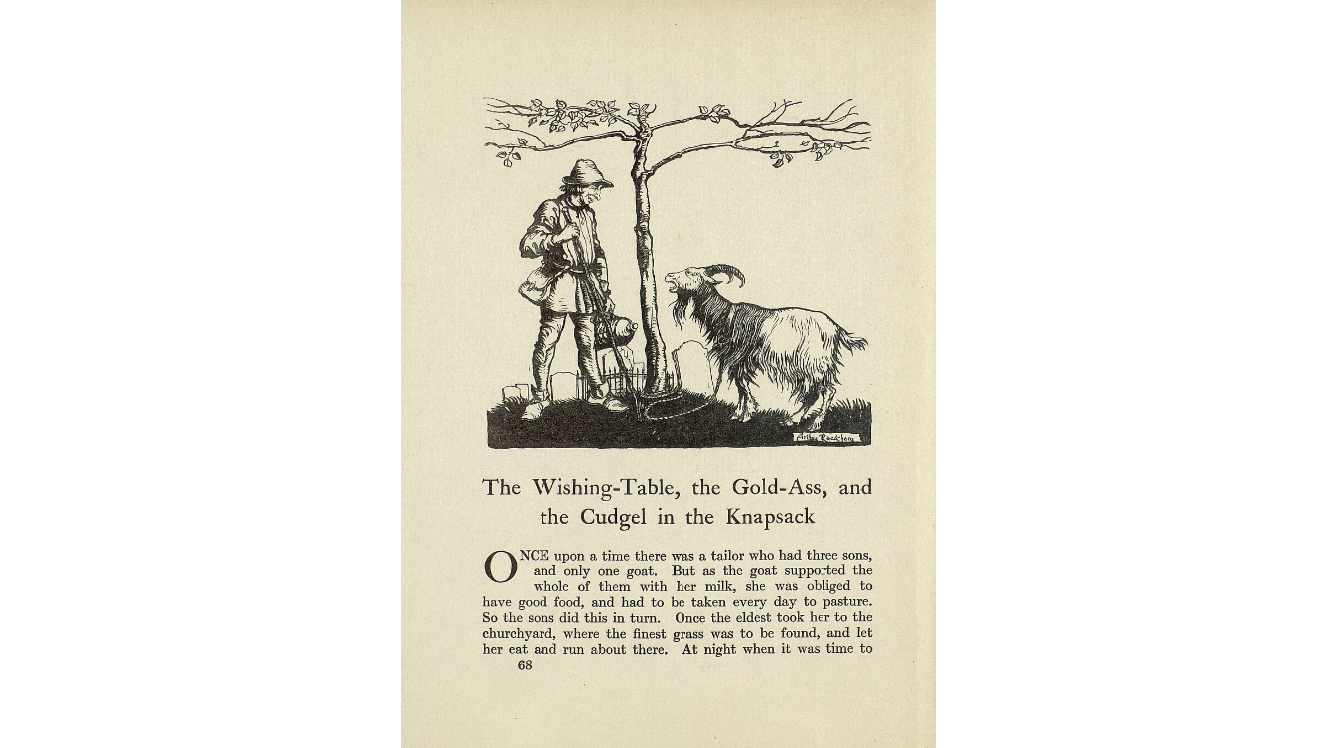 Arthur Rackham
The Wishing-Table, the Gold-Ass, and
the Cudgel in the Knapsack
ONCE upon a time there was a tailor who had three sons,
and only one goat. But as the goat supported the
whole of them with her milk, she was obliged to
have good food, and had to be taken every day to pasture.
So the sons did this in turn. Once the eldest took her to the
churchyard, where the finest grass was to be found, and let
her eat and run about there. At night when it was time to
68